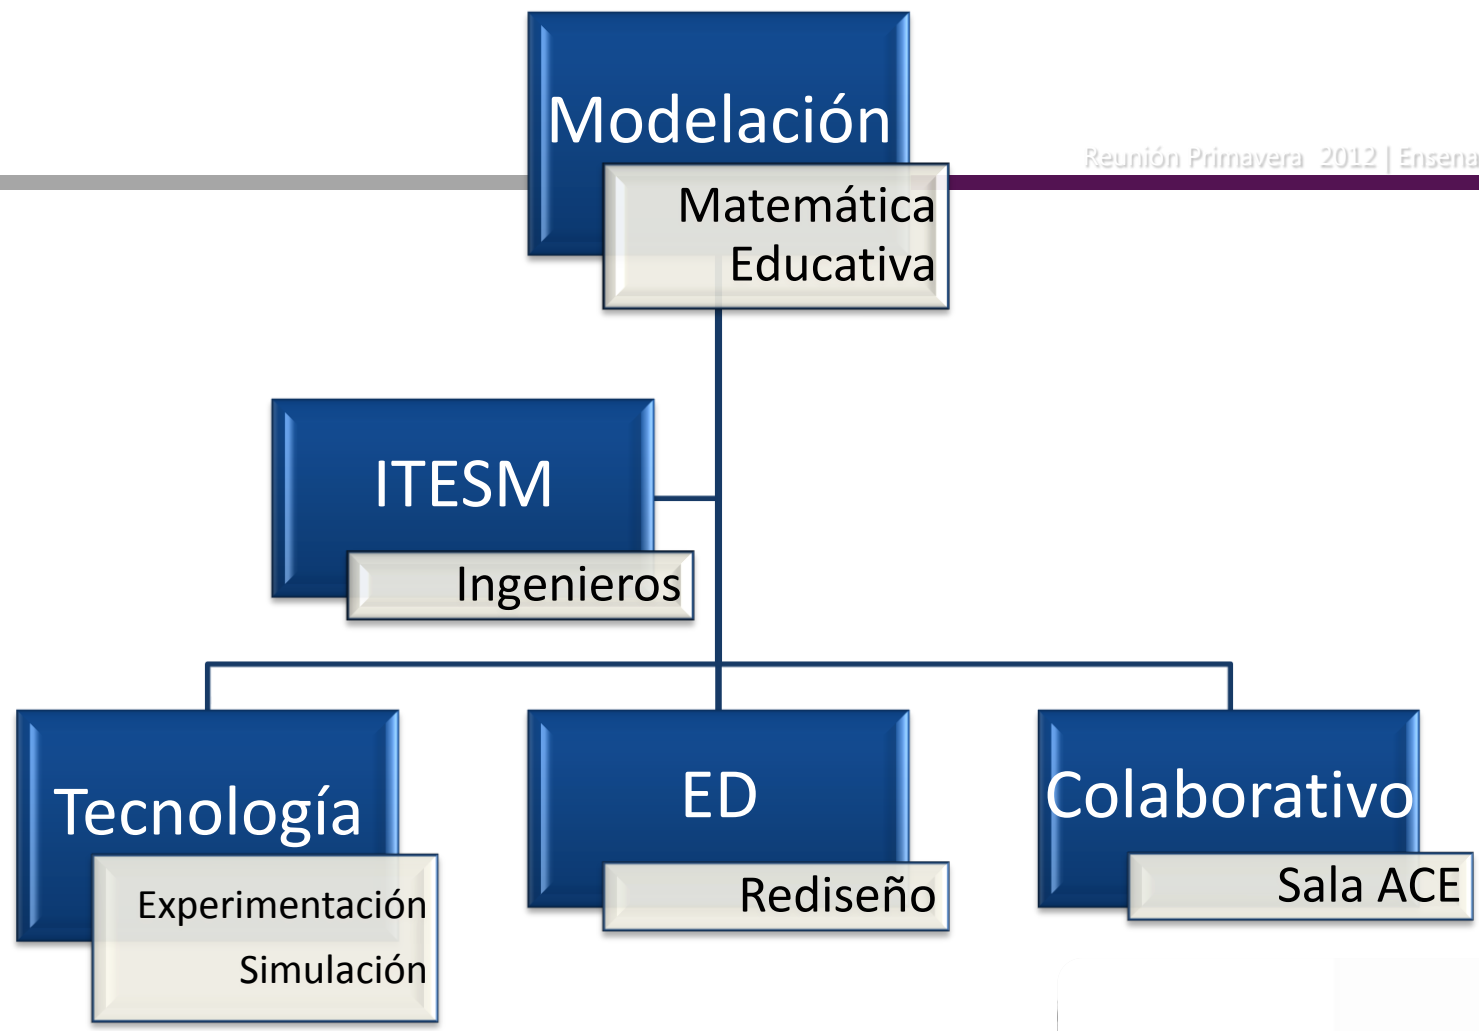 Modelación
Reunión Primavera 2012 | Ensena
Matemática
Educativa
ITESM
Ingenieros
Tecnología
Experimentación
Simulación
ED
Rediseño
Colaborativo
Sala ACE